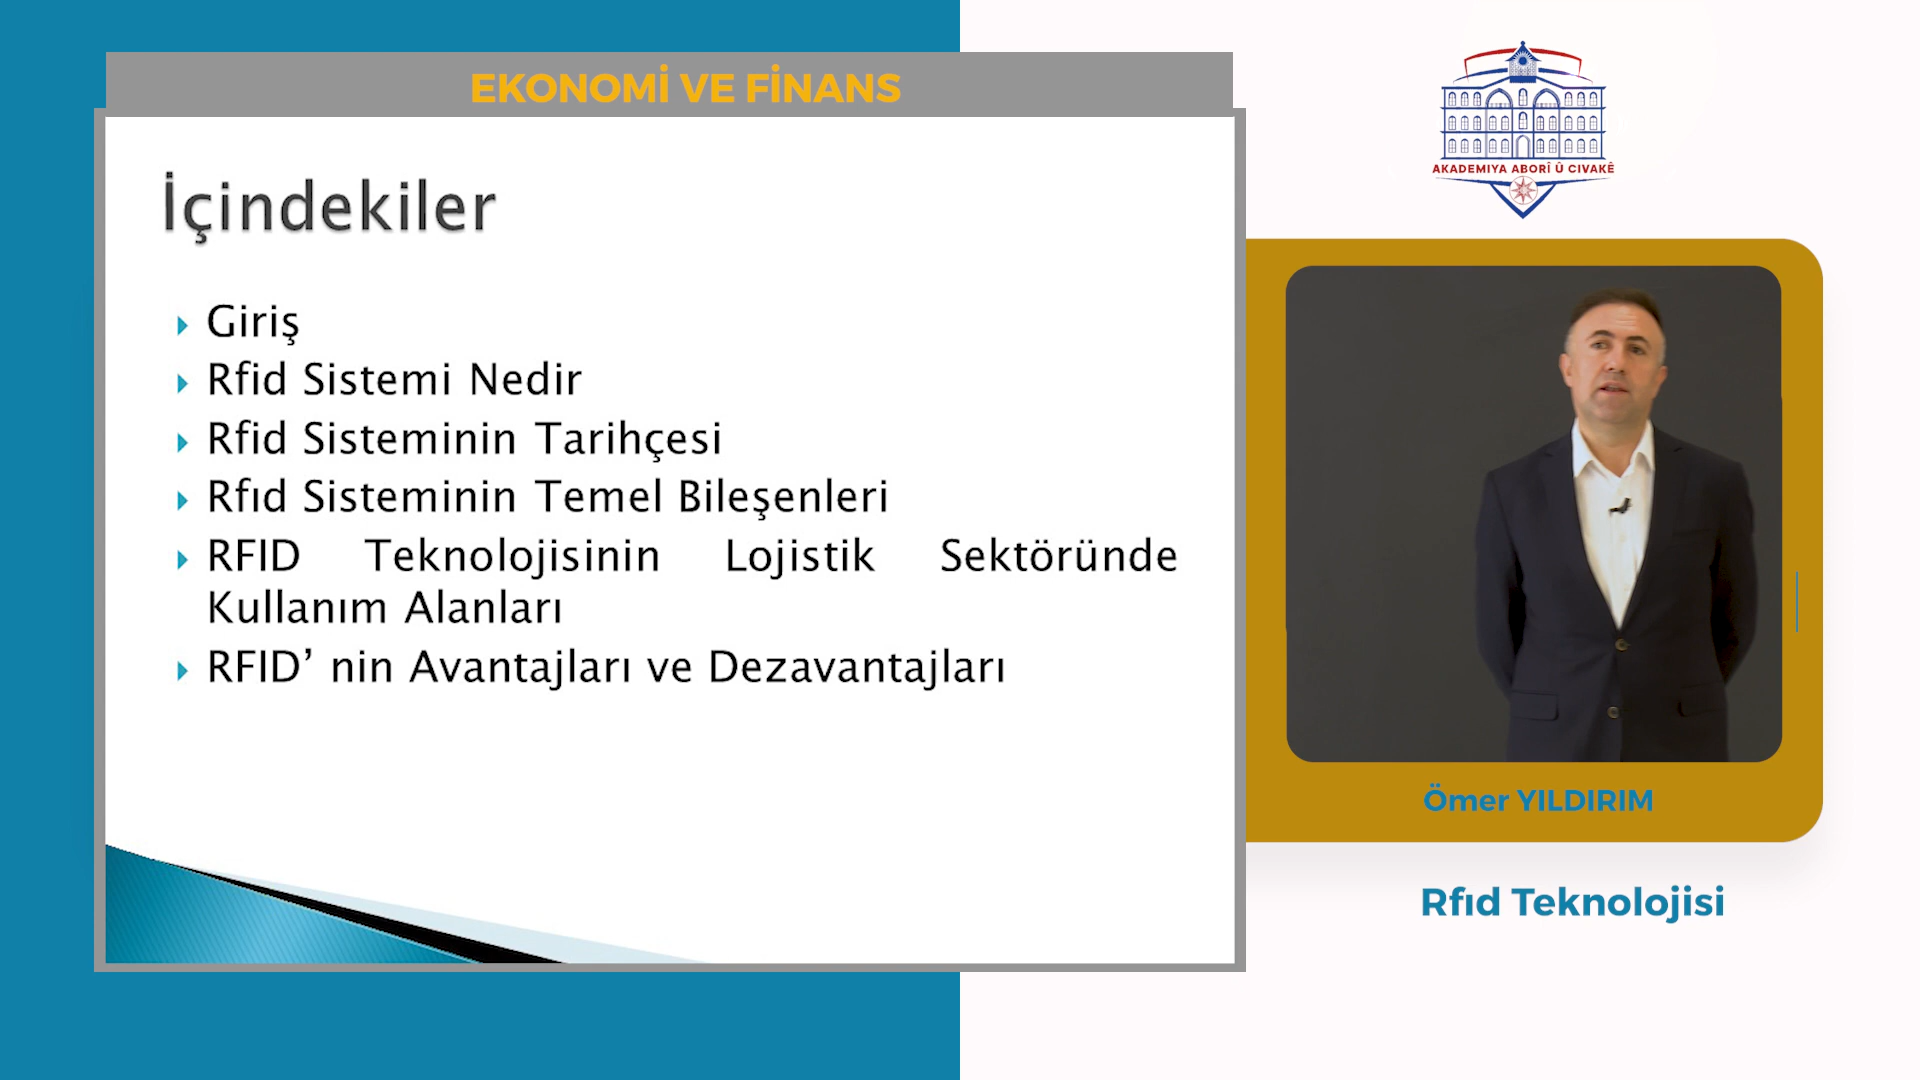 EKONOMİ VE FİNANS
İçindekiler
Giriş
Rfid Sistemi Nedir
Rfid Sisteminin Tarihçesi
Rfıd Sisteminin Temel Bileşenleri
RFID Teknolojisinin Lojistik Sektöründe
Kullanım Alanları
RFID’ nin Avantajları ve Dezavantajları
AKADEMIYA ABORÎ Û CIVAKÊ
Ömer YILDIRIM
Rfıd Teknolojisi